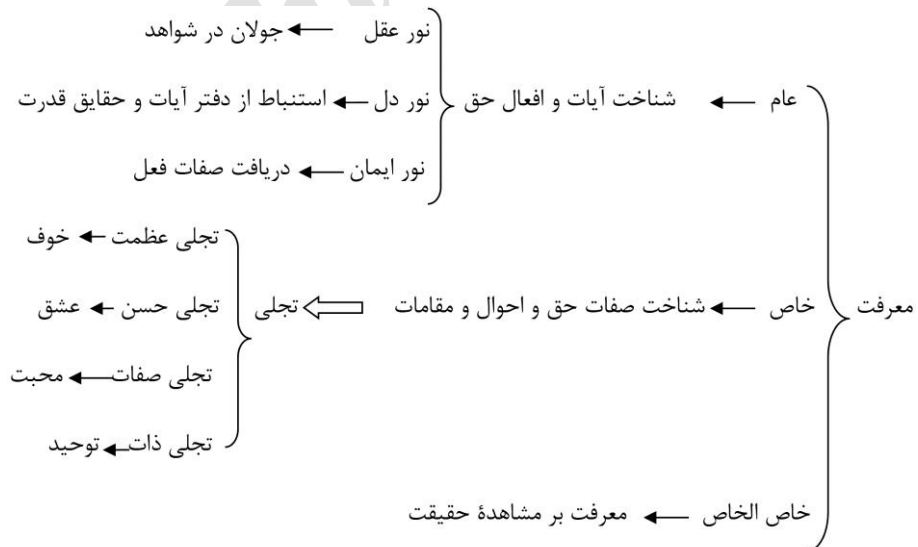 نور عقل ← جولان در شواهد
عام ← شناخت آیات و افعال حق
نور دل ← استنباط از دفتر آیات و حقایق قدرت
نور ایمان ← دریافت صفات فعل
تجلی عظمت ← خوف
معرفت
خاص ← شناخت صفات حق و احوال و مقامات ⇐ تجلی
تجلی حسن ← عشق
تجلی صفات ← محبت
تجلی ذات ← توحید
خاص الخاص ← معرفت بر مشاهدۀ حقیقت